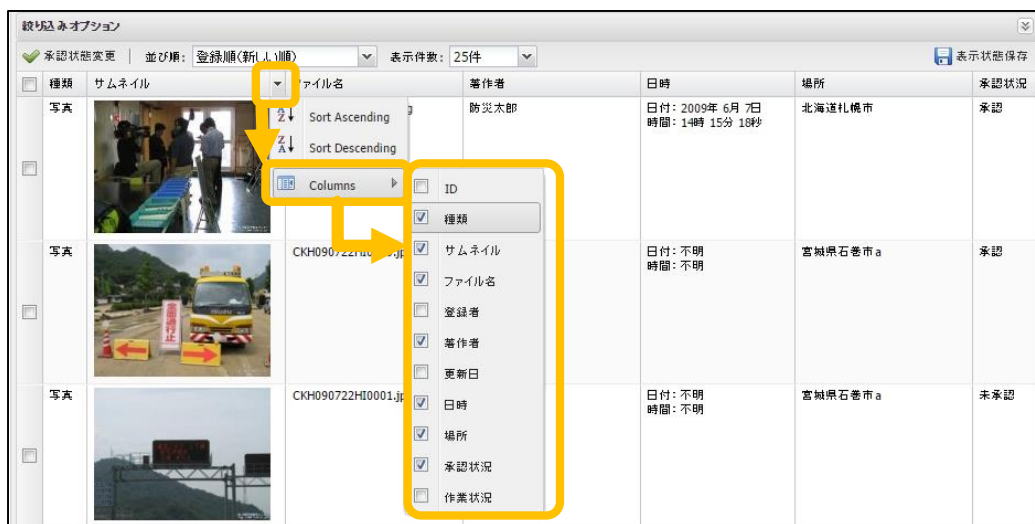 絞り込みオプション
承認状態変更 並び順: 登録順(新しい順) 表示件数: 25件 表示状態保存
種類 サムネイル ファイル名 著作者 日時 場所 承認状況
写真 防災太郎 日付: 2009年 6月 7日 北海道札幌市 承認
時間: 14時 15分 18秒
Sort Ascending
Sort Descending
Columns
ID
種類
サムネイル
ファイル名
登録者
著作者
更新日
日時
場所
承認状況
作業状況
写真 日付: 不明 宮城県石巻市a 承認
時間: 不明
全面通行止
写真 CKH090722HI0001.jp 日付: 不明 宮城県石巻市a 未承認
時間: 不明